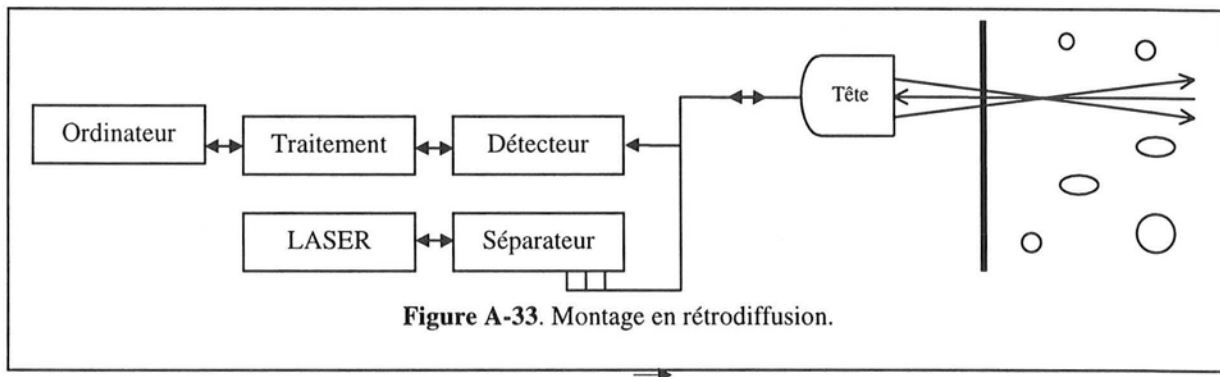 Tête
Ordinateur
Traitement
Détecteur
LASER
Séparateur
Figure A-33. Montage en rétrodiffusion.